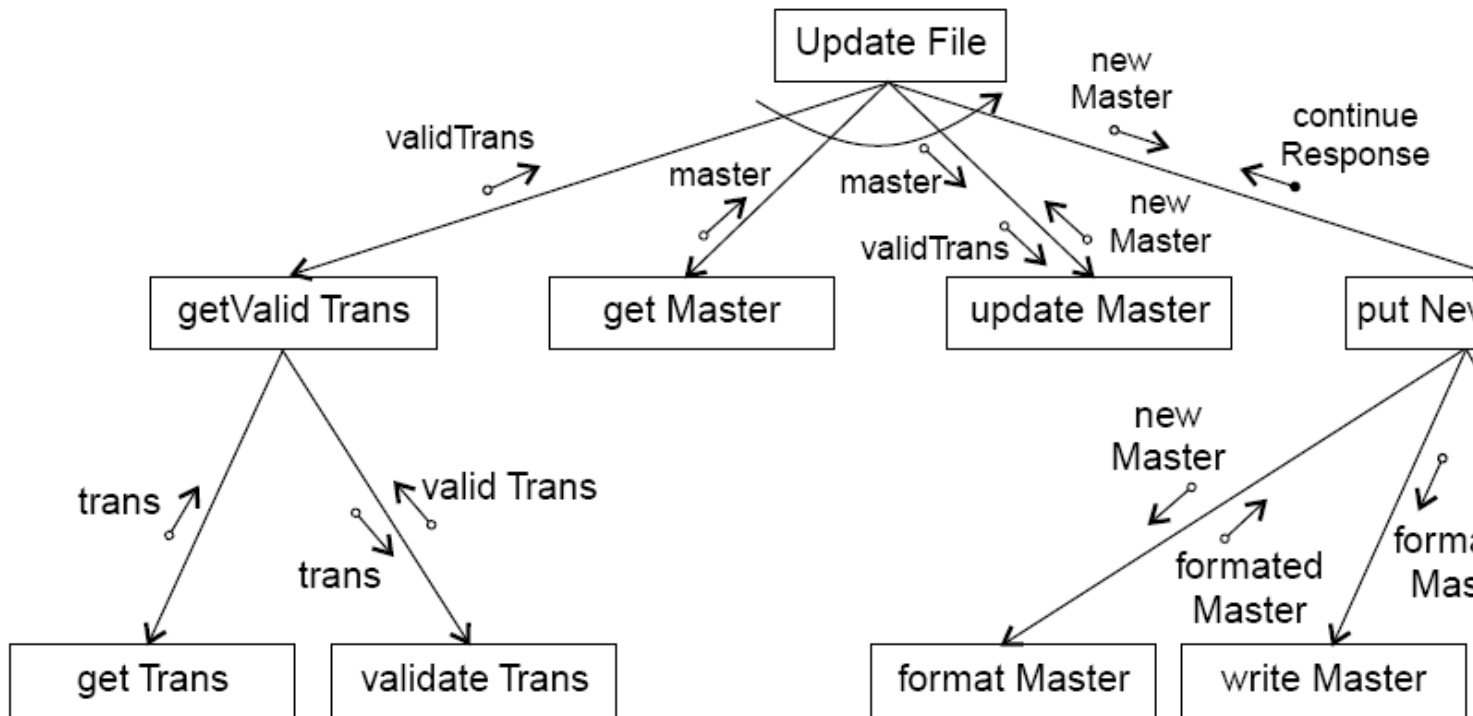 Update File
new
Master
continue
Response
validTrans
master
master
validTrans
new
Master
getValid Trans
get Master
update Master
put
new
Master
trans
valid Trans
trans
formated
Master
get Trans
validate Trans
format Master
write Master